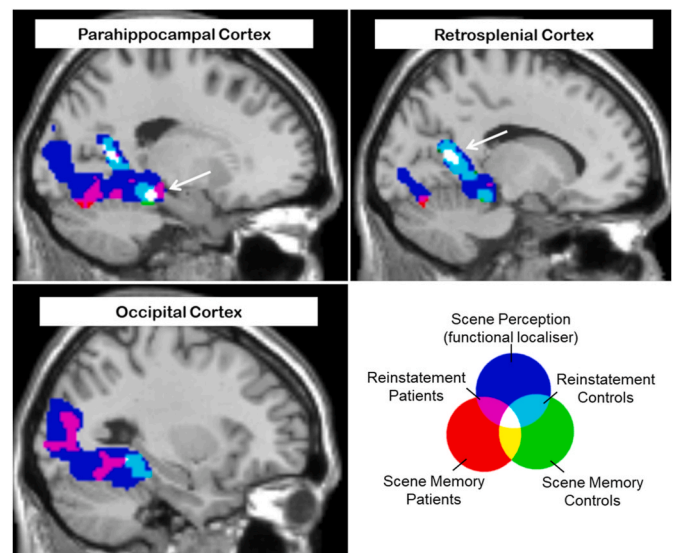 Parahippocampal Cortex
Retrosplenial Cortex
Occipital Cortex
Scene Perception
(functional localiser)
Reinstatement
Patients
Reinstatement
Controls
Scene Memory
Patients
Scene Memory
Controls